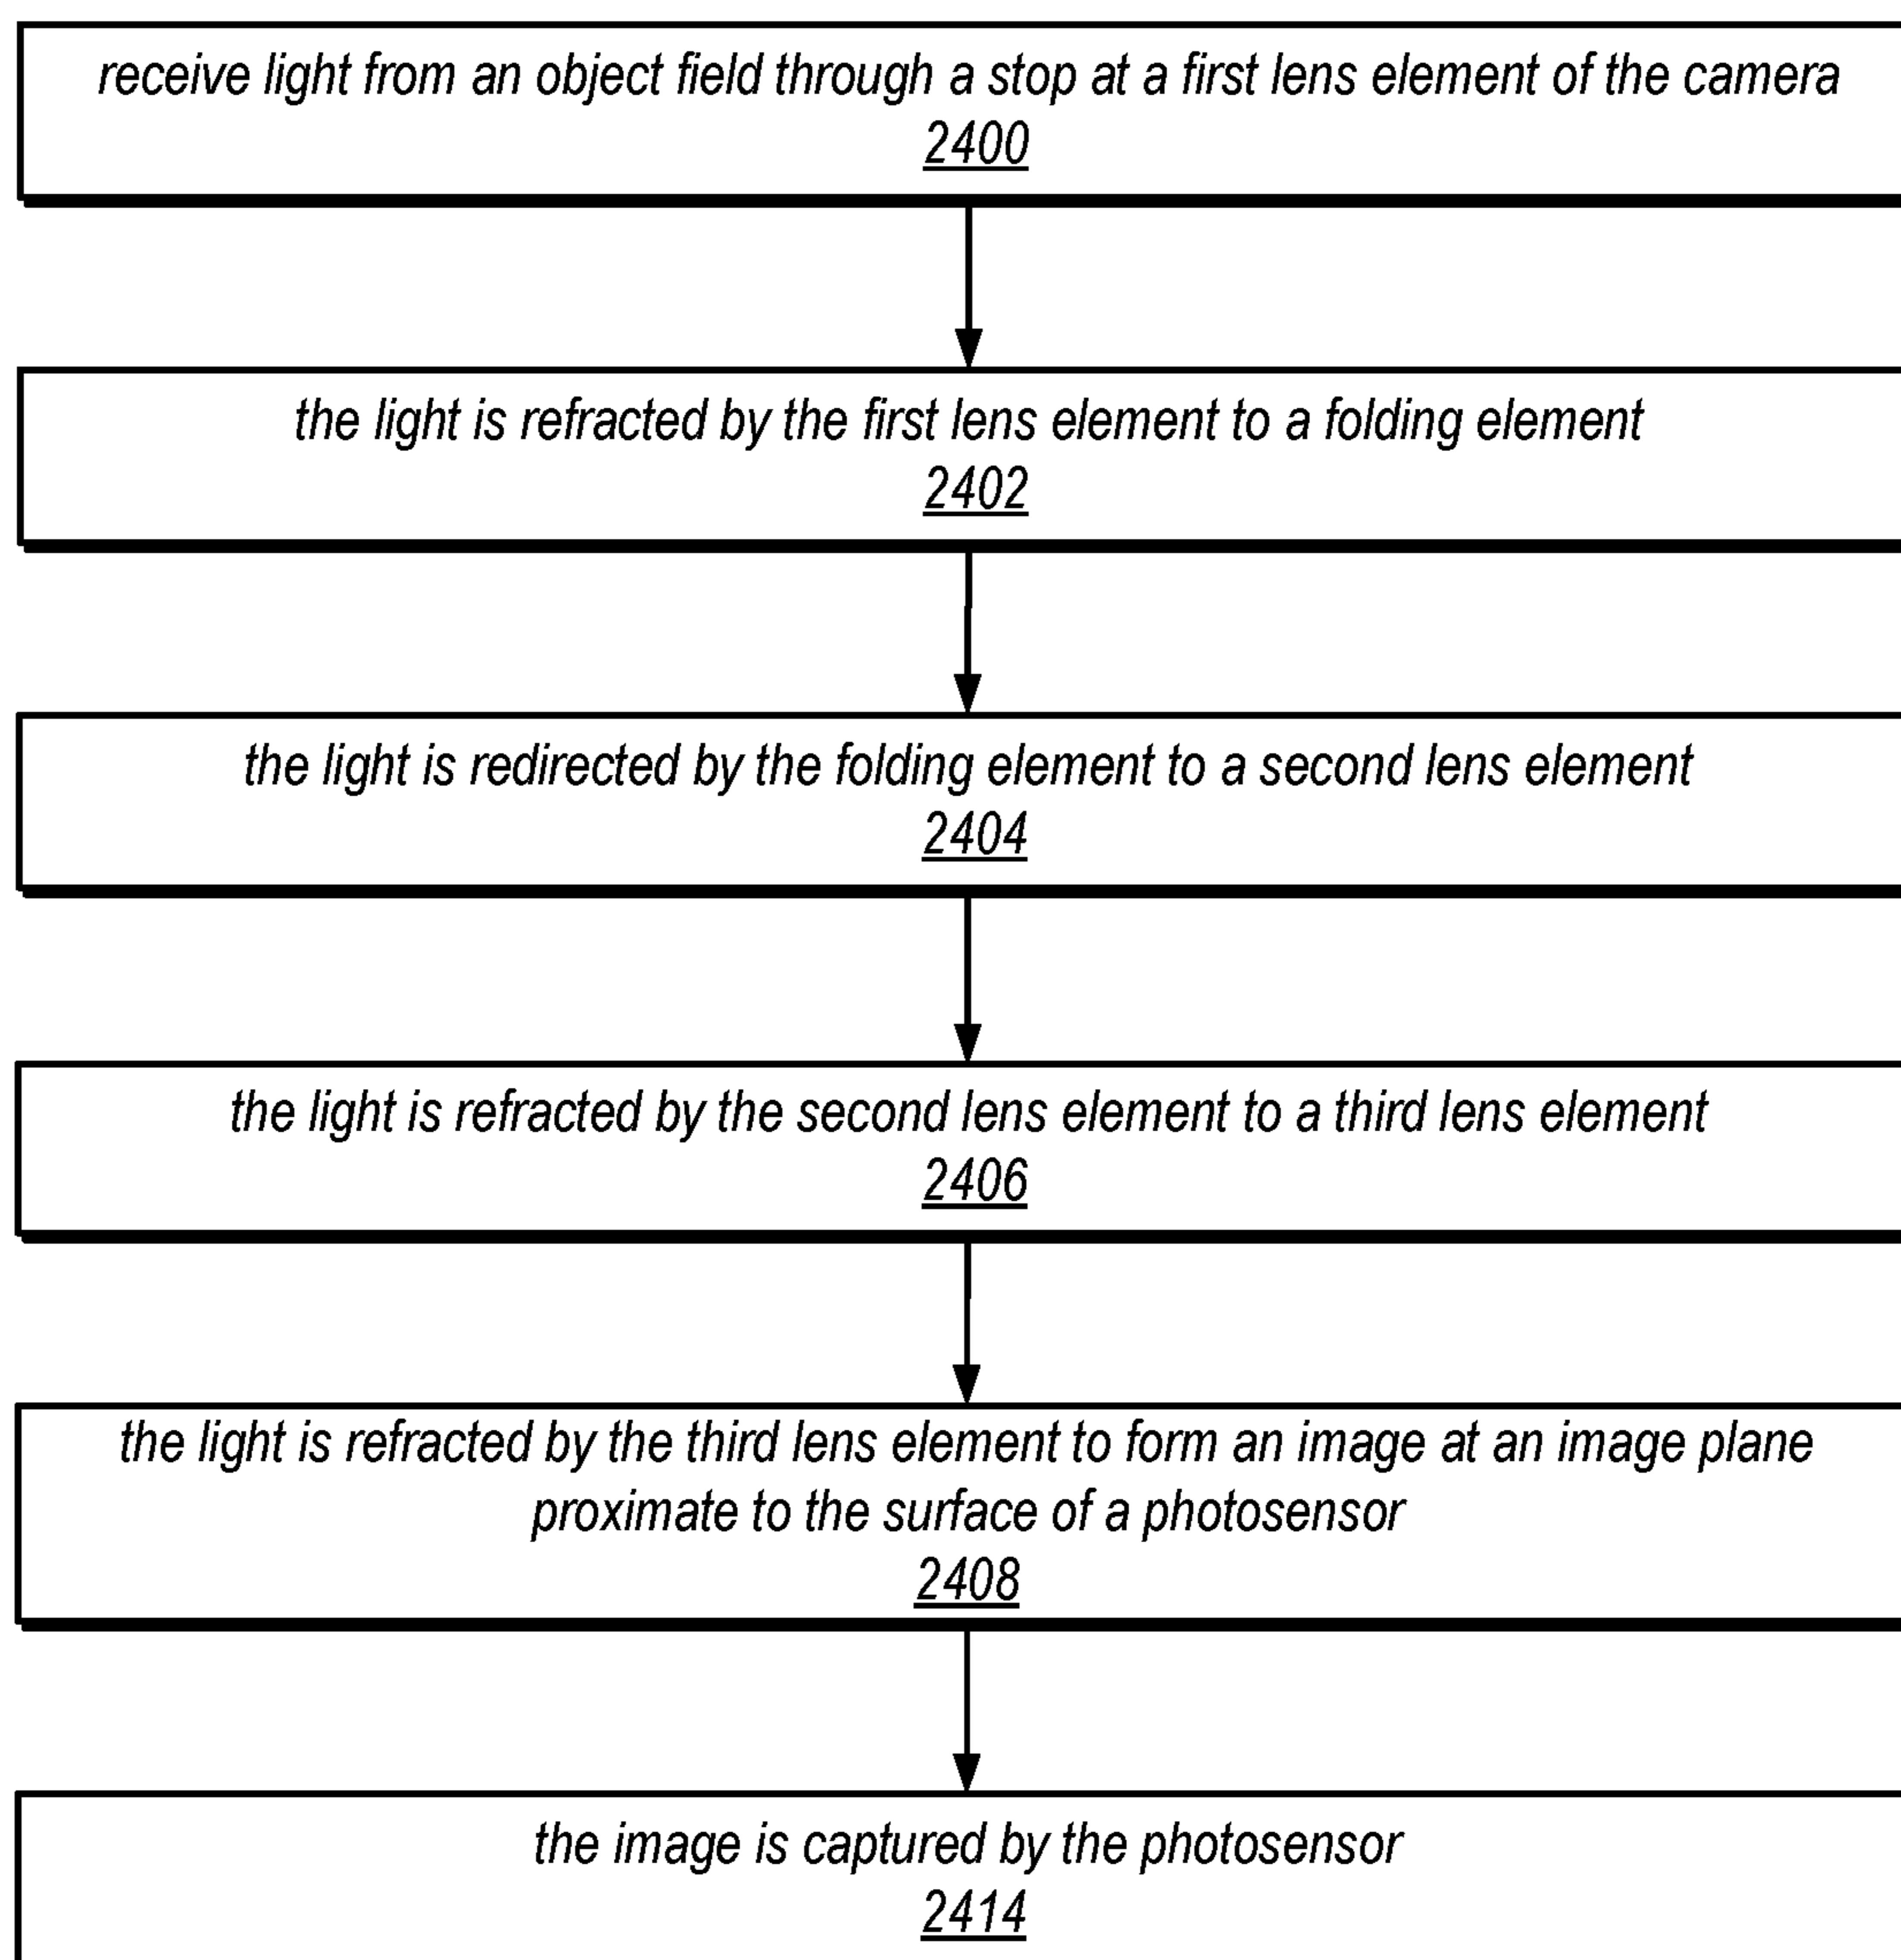 receive light from an object field through a stop at a first lens element of the camera
2400
the light is refracted by the first lens element to a folding element
2402
the light is redirected by the folding element to a second lens element
2404
the light is refracted by the second lens element to a third lens element
2406
the light is refracted by the third lens element to form an image at an image plane
proximate to the surface of a photosensor
2408
the image is captured by the photosensor
2414